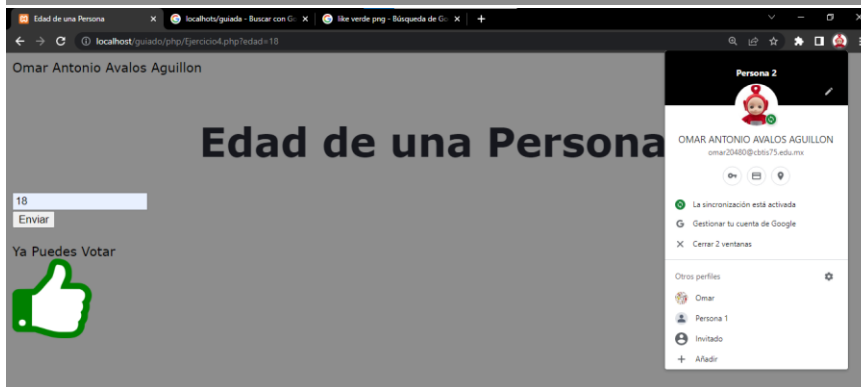 Edad de una Persona
localhots/guiada - Buscar con Go
like verde png - Búsqueda de Go
localhost/guiado/php/Ejercicio4.php?edad=18
Omar Antonio Avalos Aguillon
Edad de una Persona
18
Enviar
Ya Puedes Votar
Persona 2
OMAR ANTONIO AVALOS AGUILLON
omar20480@cbtis75.edu.mx
La sincronización está activada
Gestionar tu cuenta de Google
Cerrar 2 ventanas
Otros perfiles
Omar
Persona 1
Invitado
Añadir